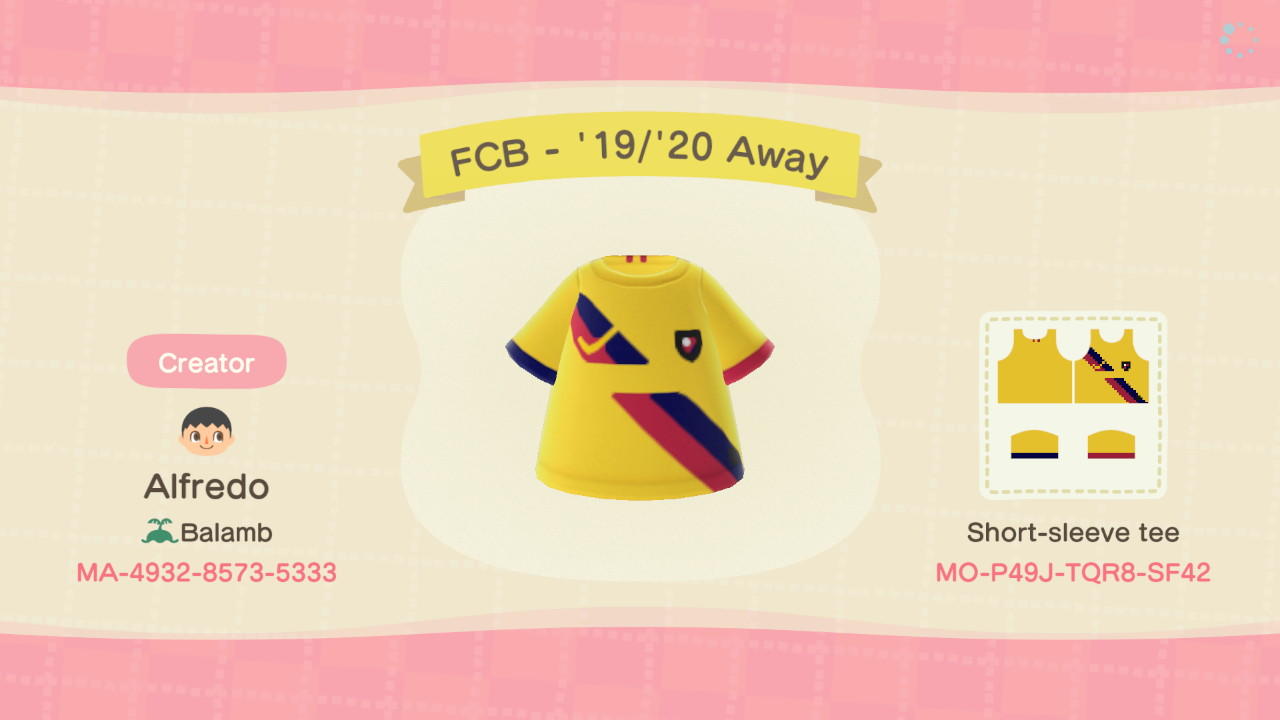 FCB - '19/'20 Away
Creator
Alfredo
Balamb
MA-4932-8573-5333
Short-sleeve tee
MO-P49J-TQR8-SF42